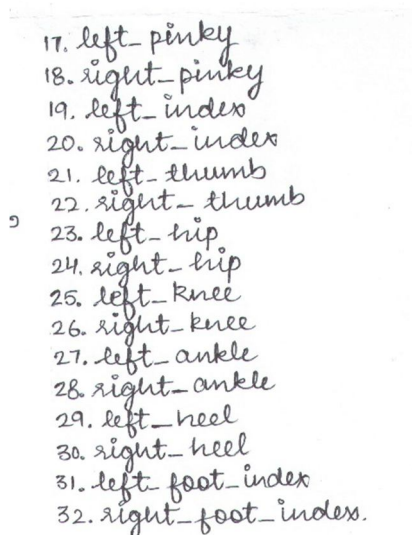 17. left_pinky
18. right_pinky
19. left_index
20. right_index
21. left_thumb
22. right_thumb
23. left_hip
24. right_hip
25. left_knee
26. right_knee
27. left_ankle
28. right_ankle
29. left_heel
30. right_heel
31. left_foot_index
32. right_foot_index.